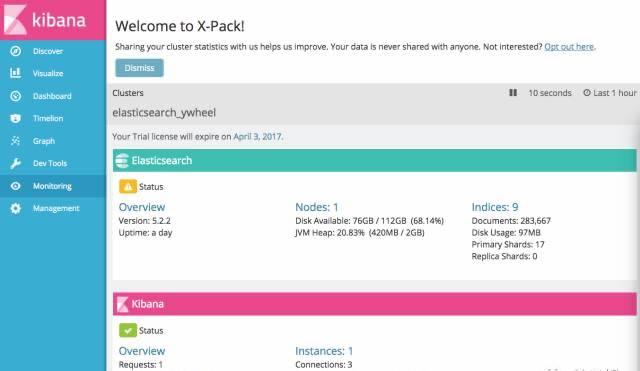 kibana
Discover
Visualize
Dashboard
Timelion
Graph
Dev Tools
Monitoring
Management
Welcome to X-Pack!
Sharing your cluster statistics with us helps us improve. Your data is never shared with anyone. Not interested? Opt out here.
Dismiss
Clusters 10 seconds Last 1 hour
elasticsearch_ywheel
Your Trial license will expire on April 3, 2017.
Elasticsearch
Status
Overview Nodes: 1 Indices: 9
Version: 5.2.2 Disk Available: 76GB / 112GB (68.14%) Documents: 283,667
Uptime: a day JVM Heap: 20.83% (420MB / 2GB) Disk Usage: 97MB
Primary Shards: 17
Replica Shards: 0
Kibana
Status
Overview Instances: 1
Requests: 1 Connections: 3